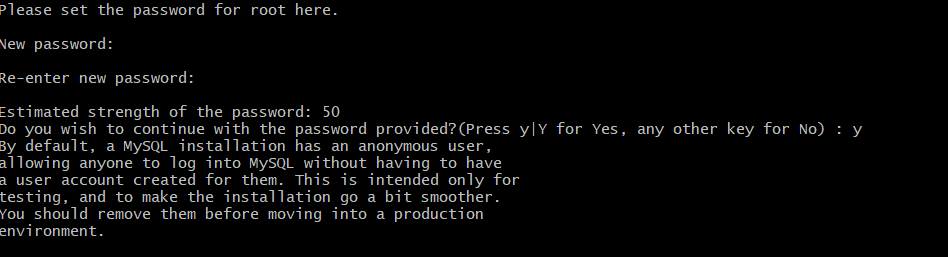 Please set the password for root here.
New password:
Re-enter new password:
Estimated strength of the password: 50
Do you wish to continue with the password provided?(Press y|Y for Yes, any other key for No) : y
By default, a MySQL installation has an anonymous user,
allowing anyone to log into MySQL without having to have
a user account created for them. This is intended only for
testing, and to make the installation go a bit smoother.
You should remove them before moving into a production
environment.